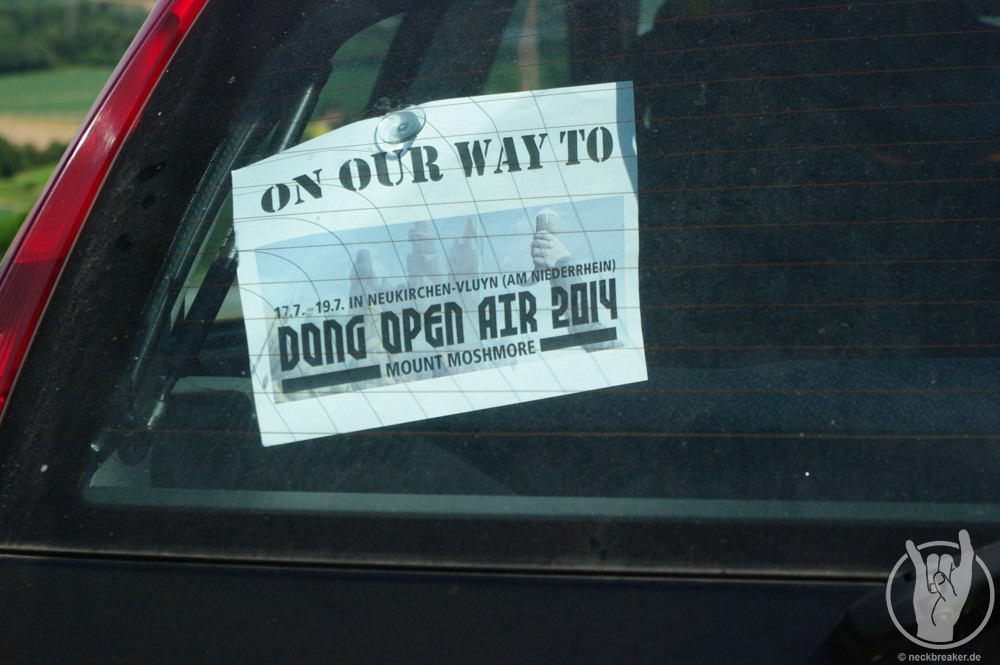 ON OUR WAY TO
17.7. - 19.7. IN NEUKIRCHEN-VLUYN (AM NIEDERRHEIN)
DONG OPEN AIR 2014
MOUNT MOSHMORE
© neckbreaker.de